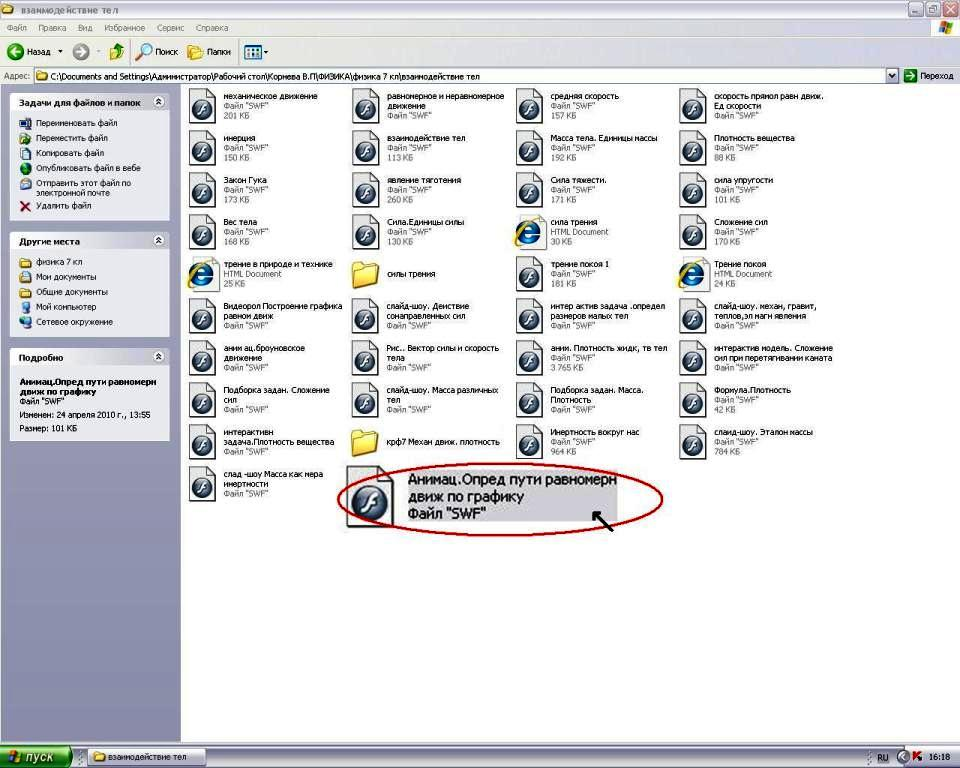 взаимодействие тел
Файл Правка Вид Избранное Сервис Справка
Назад Поиск Папки
Адрес: C:\Documents and Settings\Администратор\Рабочий стол\Корнева В.П\ФИЗИКА\физика 7 кл\взаимодействие тел Переход
Задачи для файлов и папок
Переименовать файл
Переместить файл
Копировать файл
Опубликовать файл в вебе
Отправить этот файл по
электронной почте
Удалить файл
Другие места
физика 7 кл
Мои документы
Общие документы
Мой компьютер
Сетевое окружение
Подробно
Анимац.Опред пути равномерн
движ по графику
Файл "SWF"
Изменен: 24 апреля 2010 г., 13:55
Размер: 101 КБ
механическое движение
Файл "SWF"
201 КБ
равномерное и неравномерное
движение
Файл "SWF"
средняя скорость
Файл "SWF"
157 КБ
скорость прямол равн движ.
Ед скорости
Файл "SWF"
инерция
Файл "SWF"
150 КБ
взаимодействие тел
Файл "SWF"
113 КБ
Масса тела. Единицы массы
Файл "SWF"
192 КБ
Плотность вещества
Файл "SWF"
88 КБ
Закон Гука
Файл "SWF"
173 КБ
явление тяготения
Файл "SWF"
260 КБ
Сила тяжести.
Файл "SWF"
171 КБ
сила упругости
Файл "SWF"
101 КБ
Вес тела
Файл "SWF"
168 КБ
Сила.Единицы силы
Файл "SWF"
130 КБ
сила трения
HTML Document
30 КБ
Сложение сил
Файл "SWF"
170 КБ
трение в природе и технике
HTML Document
25 КБ
силы трения
трение покоя 1
Файл "SWF"
181 КБ
Трение покоя
HTML Document
24 КБ
Видеорол Построение графика
равном движ
Файл "SWF"
слайд-шоу. Действие
сонаправленных сил
Файл "SWF"
интер актив задача .определ
размеров малых тел
Файл "SWF"
слайд-шоу. механ, гравит,
теплов,эл магн явления
Файл "SWF"
аним ац.броуновское
движение
Файл "SWF"
Рис.. Вектор силы и скорость
тела
Файл "SWF"
аним. Плотность жидк, тв тел
Файл "SWF"
3 765 КБ
интерактив модель. Сложение
сил при перетягивании каната
Файл "SWF"
Подборка задан. Сложение
сил
Файл "SWF"
слайд-шоу. Масса различных
тел
Файл "SWF"
Подборка задан. Масса.
Плотность
Файл "SWF"
Формула.Плотность
Файл "SWF"
42 КБ
интерактивн
задача.Плотность вещества
Файл "SWF"
крф7 Механ движ. плотность
Инертность вокруг нас
Файл "SWF"
964 КБ
слайд-шоу. Эталон массы
Файл "SWF"
784 КБ
слад -шоу Масса как мера
инертности
Файл "SWF"
Анимац.Опред пути равномерн
движ по графику
Файл "SWF"
пуск взаимодействие тел RU 16:18